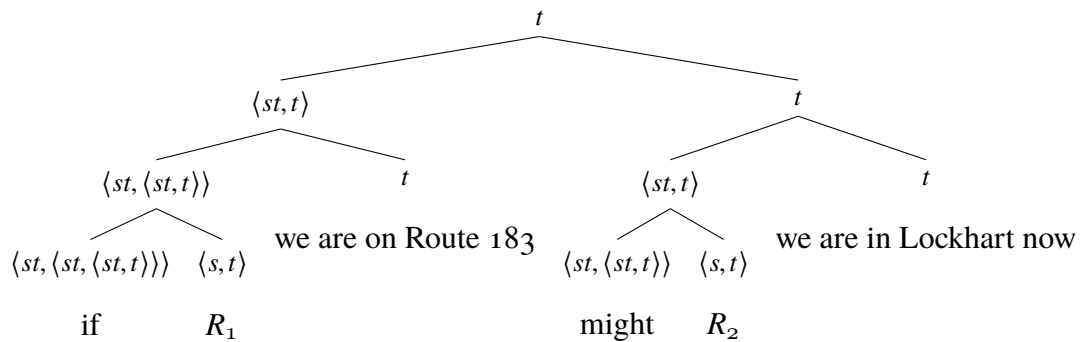 t
⟨st, t⟩ t
⟨st, ⟨st, t⟩⟩ t ⟨st, t⟩ t
we are on Route 183 we are in Lockhart now
⟨st, ⟨st, ⟨st, t⟩⟩⟩ ⟨s, t⟩ ⟨st, ⟨st, t⟩⟩ ⟨s, t⟩
if R₁ might R₂